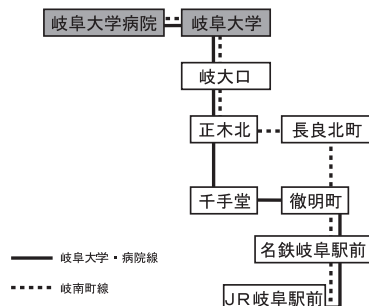 岐阜大学病院 岐阜大学
岐大口
正木北 長良北町
千手堂 徹明町
名鉄岐阜駅前
JR岐阜駅前
岐阜大学・病院線
岐南町線